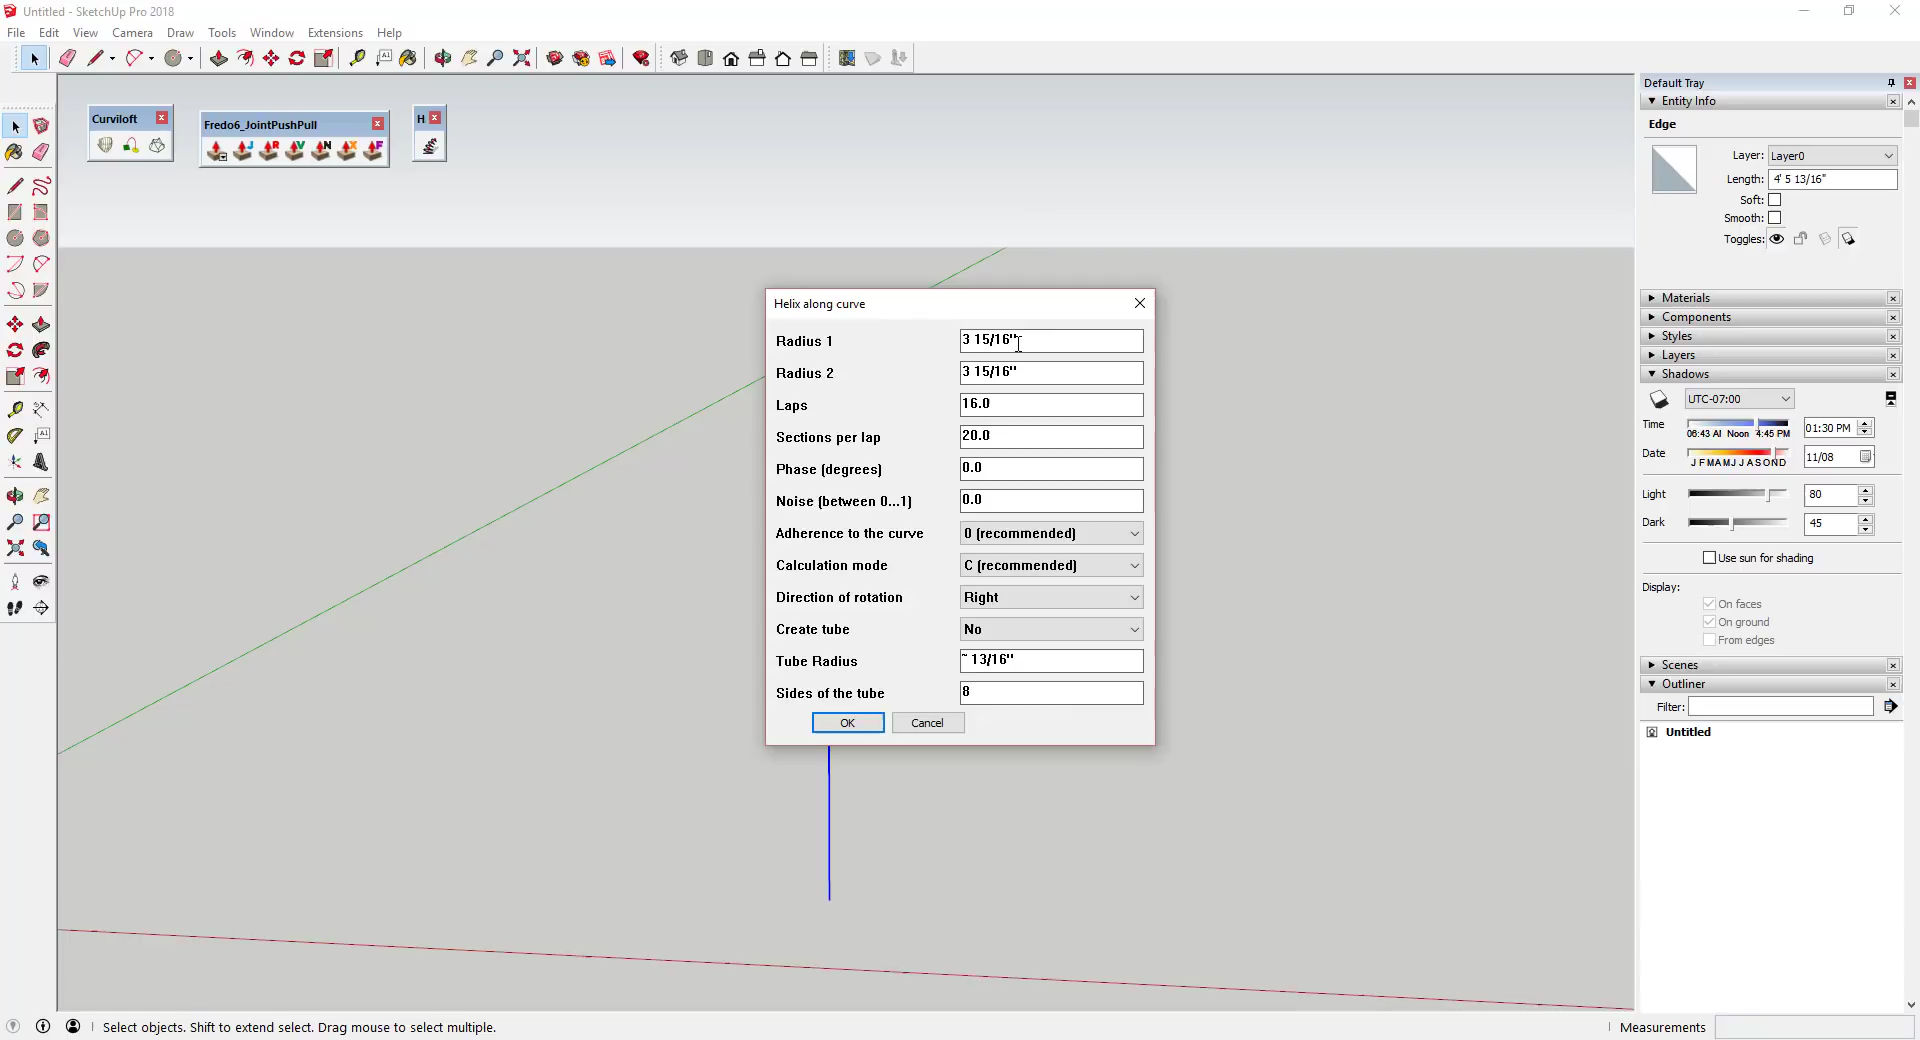 Untitled - SketchUp Pro 2018
File Edit View Camera Draw Tools Window Extensions Help
Default Tray
Entity Info
Edge
Layer: Layer0
Length: 4' 5 13/16"
Soft:
Smooth:
Toggles:
Materials
Components
Styles
Layers
Shadows
UTC-07:00
Time 01:30 PM
06:43 AI Noon 4:45 PM
Date 11/08
J F M A M J J A S O N D
Light 80
Dark 45
Use sun for shading
Display:
On faces
On ground
From edges
Scenes
Outliner
Filter:
Untitled
Curviloft
Fredo6_JointPushPull
J R V N X F
H
Helix along curve
Radius 1 3 15/16"
Radius 2 3 15/16"
Laps 16.0
Sections per lap 20.0
Phase (degrees) 0.0
Noise (between 0...1) 0.0
Adherence to the curve 0 (recommended)
Calculation mode C (recommended)
Direction of rotation Right
Create tube No
Tube Radius ~ 13/16"
Sides of the tube 8
OK Cancel
Select objects. Shift to extend select. Drag mouse to select multiple.
Measurements